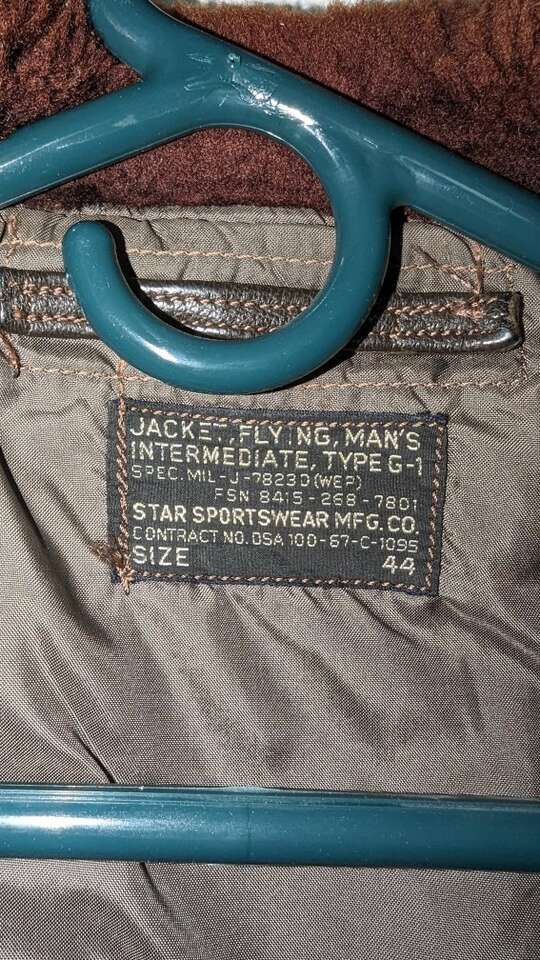 JACKET, FLYING, MAN'S
INTERMEDIATE, TYPE G-1
SPEC. MIL-J-7823D (WEP)
FSN 8415-268-7801
STAR SPORTSWEAR MFG. CO.
CONTRACT NO. DSA 100-67-C-1095
SIZE 44